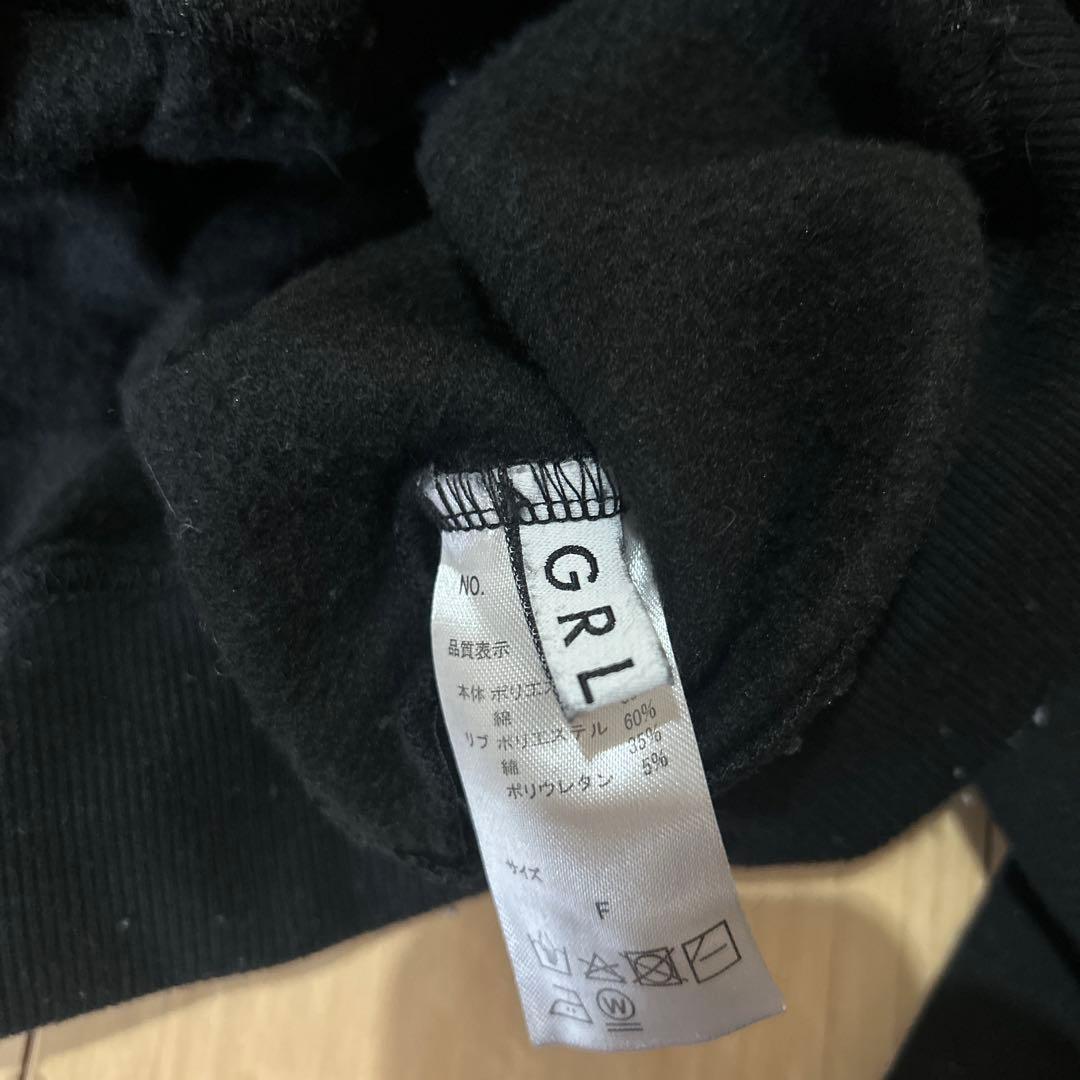 GRL
NO.
品質表示
本体 ポリエス
綿
60%
リブ ポリエステル 35%
綿 5%
ポリウレタン
サイズ
F
W